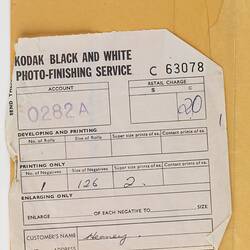 KODAK BLACK AND WHITE
PHOTO-FINISHING SERVICE C 63078
ACCOUNT RETAIL CHARGE
$ c
0282A 20
DEVELOPING AND PRINTING
No. of Rolls Size of Rolls Super size prints of ea. Contact prints of ea.
PRINTING ONLY
No. of Negatives Size of Negatives Super size prints of ea. Contact prints of ea.
1 126 2
ENLARGING ONLY
ENLARGE OF EACH NEGATIVE TO SIZE.
CUSTOMER'S NAME
ADDRESS